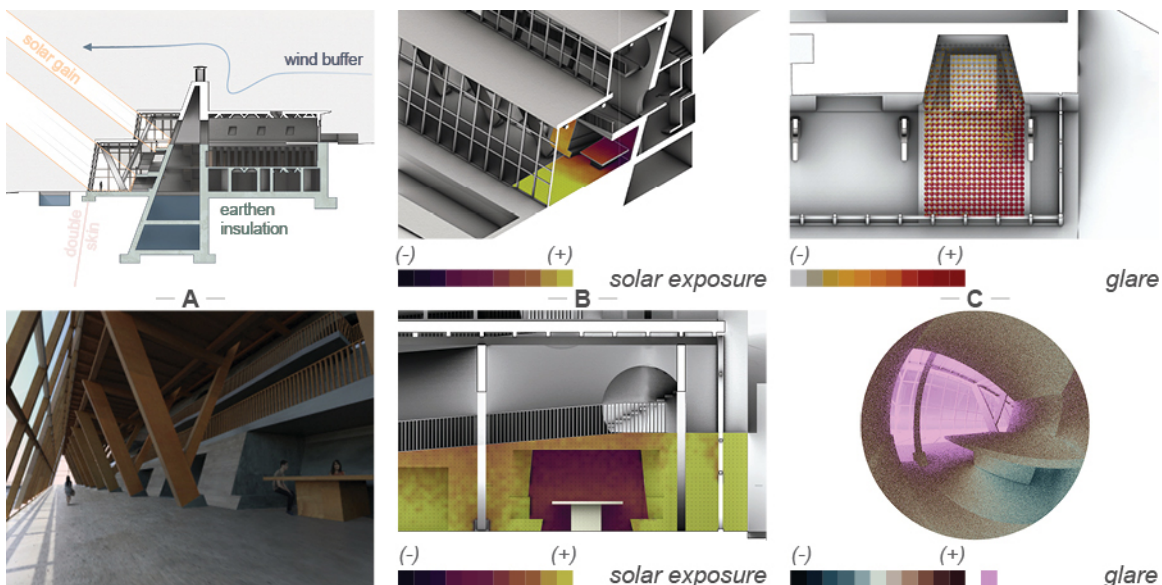 solar gain
wind buffer
double
skin
earthen
insulation
(-) (+)
solar exposure
(-) (+)
glare
A
B
C
(-) (+)
solar exposure
(-) (+)
glare